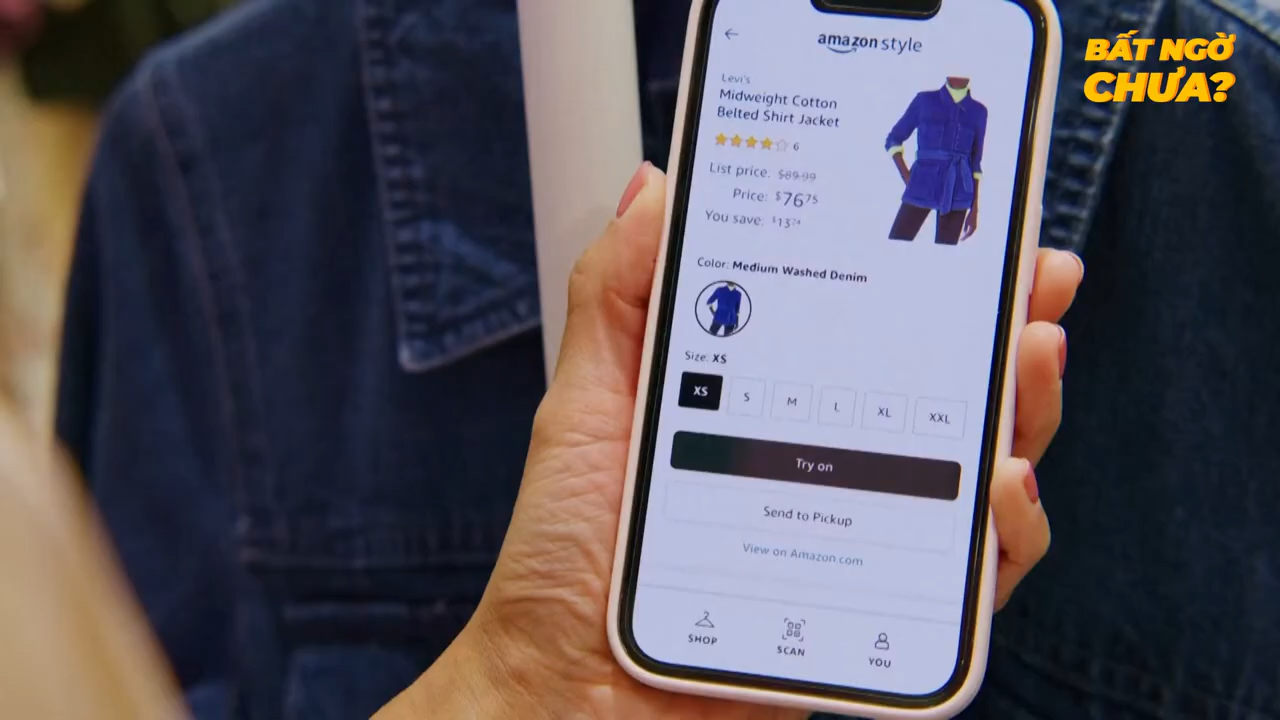 BẤT NGỜ
CHƯA?
amazon style
Levi's
Midweight Cotton
Belted Shirt Jacket
6
List price: $89.99
Price: $76.75
You save: $13.24
Color: Medium Washed Denim
Size: XS
XS S M L XL XXL
Try on
Send to Pickup
View on Amazon.com
SHOP SCAN YOU